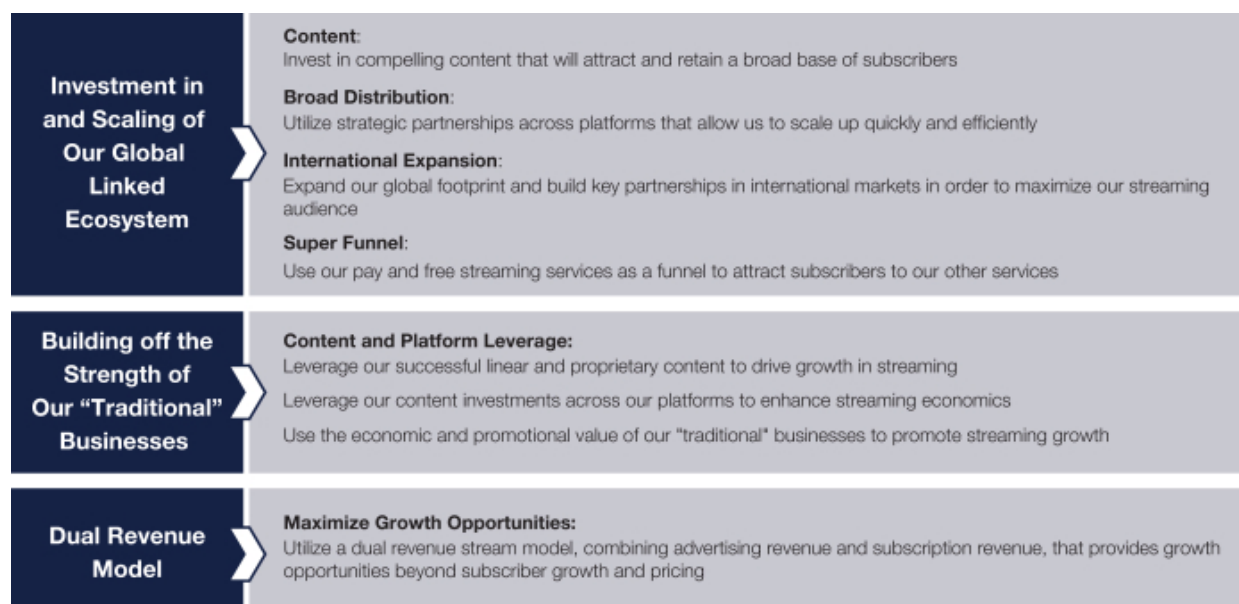 Investment in
and Scaling of
Our Global
Linked
Ecosystem
Content:
Invest in compelling content that will attract and retain a broad base of subscribers
Broad Distribution:
Utilize strategic partnerships across platforms that allow us to scale up quickly and efficiently
International Expansion:
Expand our global footprint and build key partnerships in international markets in order to maximize our streaming
audience
Super Funnel:
Use our pay and free streaming services as a funnel to attract subscribers to our other services
Building off the
Strength of
Our “Traditional”
Businesses
Content and Platform Leverage:
Leverage our successful linear and proprietary content to drive growth in streaming
Leverage our content investments across our platforms to enhance streaming economics
Use the economic and promotional value of our "traditional" businesses to promote streaming growth
Dual Revenue
Model
Maximize Growth Opportunities:
Utilize a dual revenue stream model, combining advertising revenue and subscription revenue, that provides growth
opportunities beyond subscriber growth and pricing